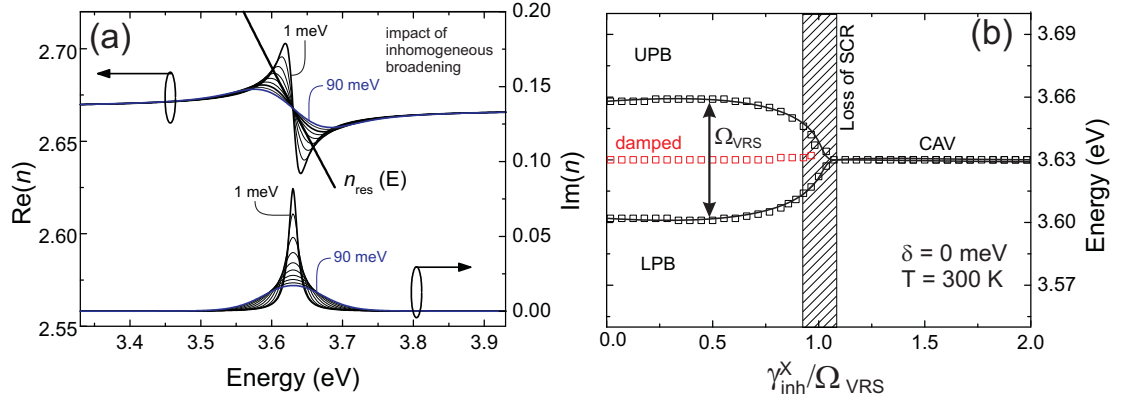 (a)
1 meV
impact of
inhomogeneous
broadening
90 meV
n_res (E)
1 meV
90 meV
2.70
2.65
2.60
2.55
Re(n)
0.20
0.15
0.10
0.05
0.00
Im(n)
3.4 3.5 3.6 3.7 3.8 3.9
Energy (eV)
(b)
UPB
Loss of SCR
damped
Ω_VRS
CAV
LPB
δ = 0 meV
T = 300 K
3.69
3.66
3.63
3.60
3.57
Energy (eV)
0.0 0.5 1.0 1.5 2.0
γ^X_inh/Ω_VRS